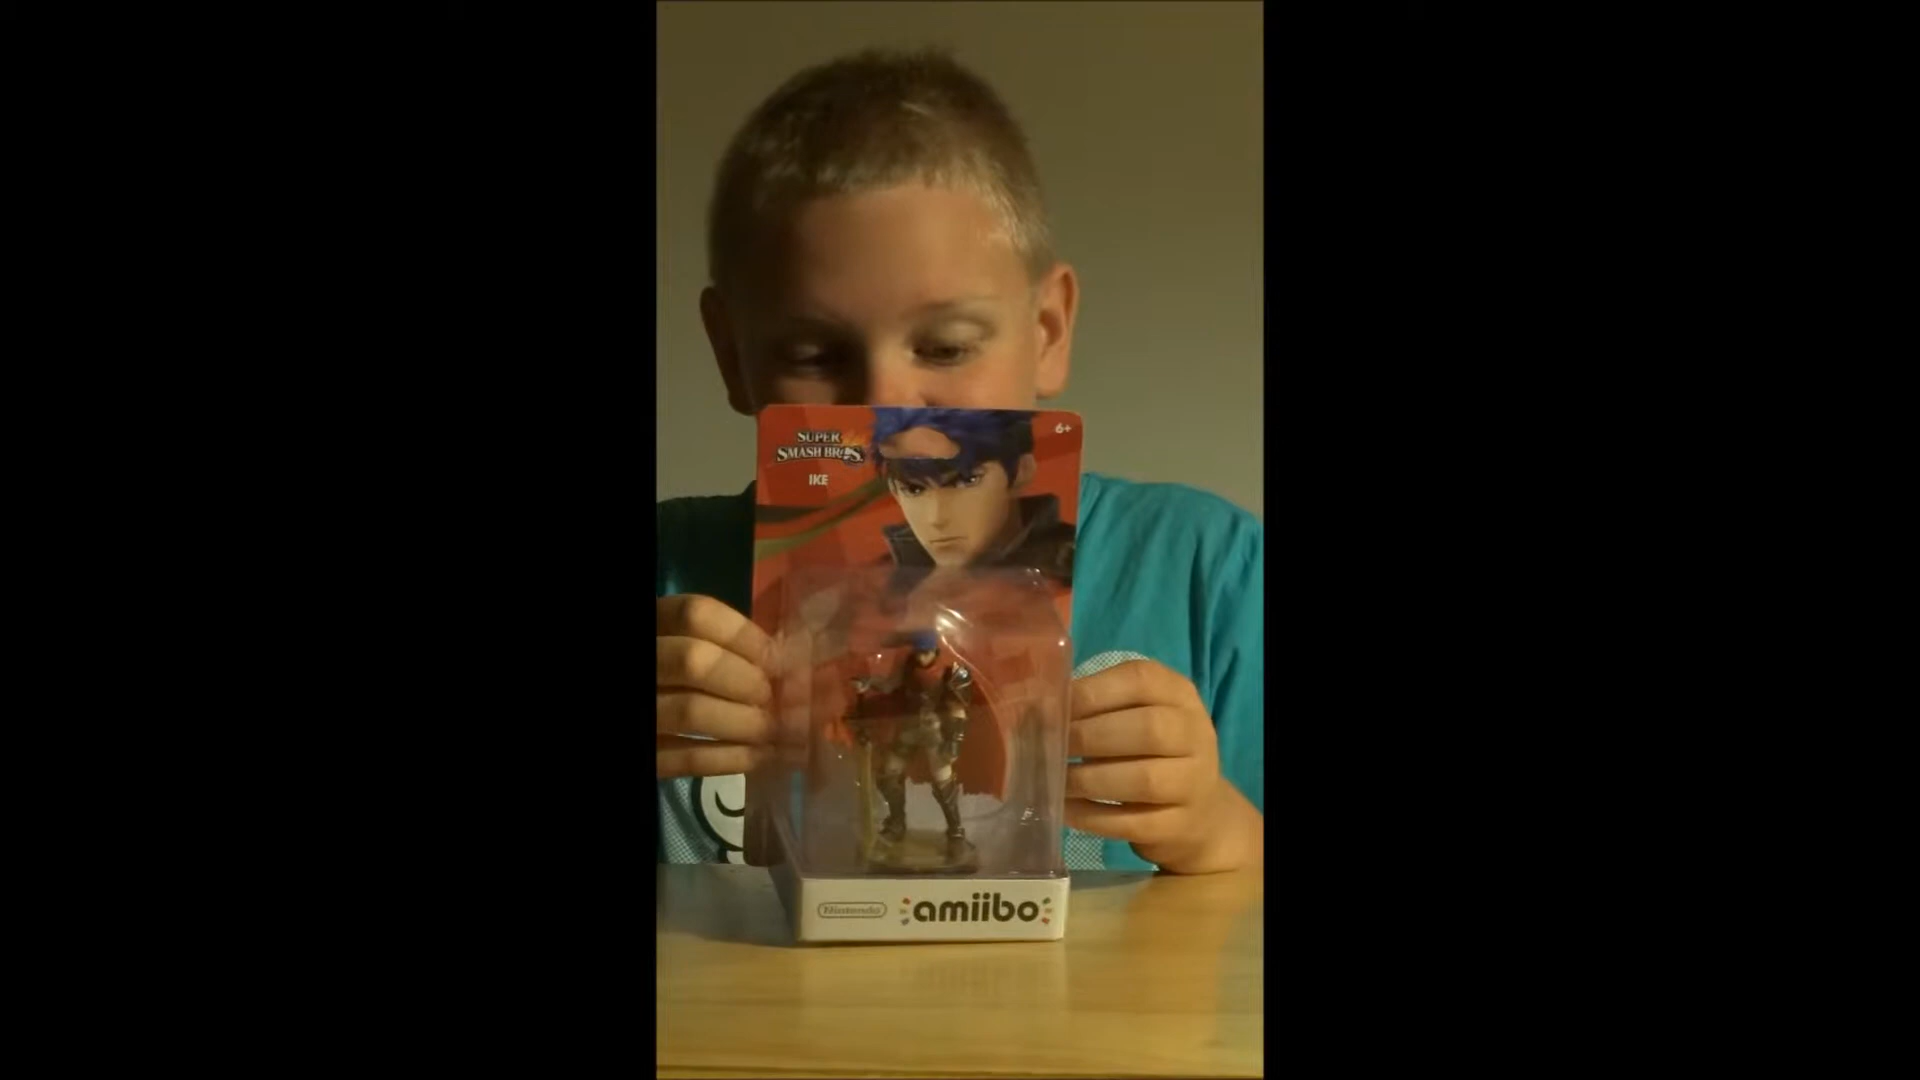 SUPER
SMASH BROS.
IKE
6+
Nintendo
amiibo